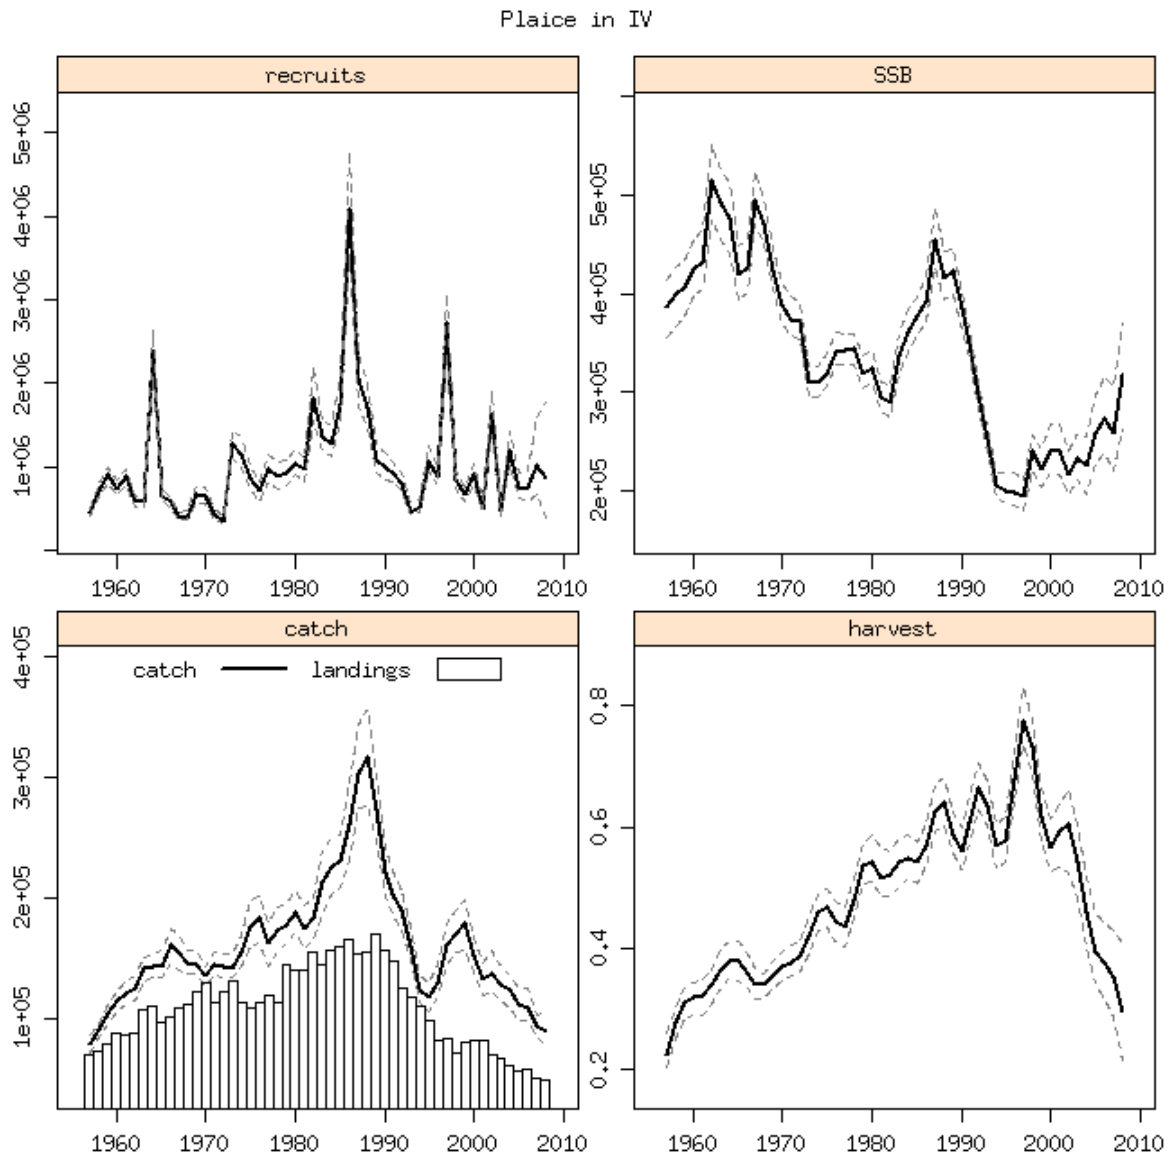 Plaice in IV
recruits
5e+06
4e+06
3e+06
2e+06
1e+06
1960 1970 1980 1990 2000 2010
SSB
5e+05
4e+05
3e+05
2e+05
1960 1970 1980 1990 2000 2010
catch
catch landings
4e+05
3e+05
2e+05
1e+05
1960 1970 1980 1990 2000 2010
harvest
0.8
0.6
0.4
0.2
1960 1970 1980 1990 2000 2010